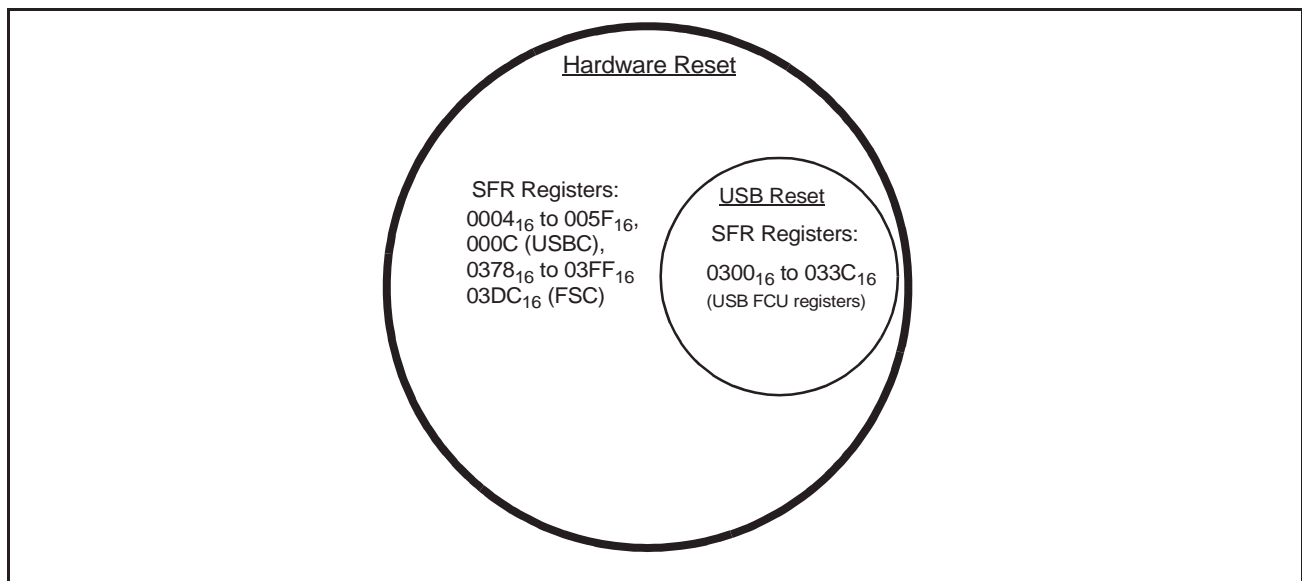 Hardware Reset
SFR Registers:
0004₁₆ to 005F₁₆,
000C (USBC),
0378₁₆ to 03FF₁₆
03DC₁₆ (FSC)
USB Reset
SFR Registers:
0300₁₆ to 033C₁₆
(USB FCU registers)